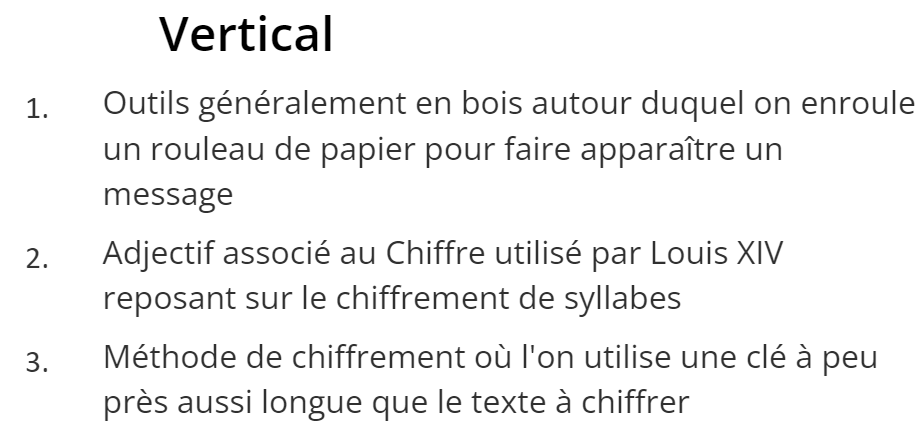 Vertical
1. Outils généralement en bois autour duquel on enroule
un rouleau de papier pour faire apparaître un
message
2. Adjectif associé au Chiffre utilisé par Louis XIV
reposant sur le chiffrement de syllabes
3. Méthode de chiffrement où l'on utilise une clé à peu
près aussi longue que le texte à chiffrer